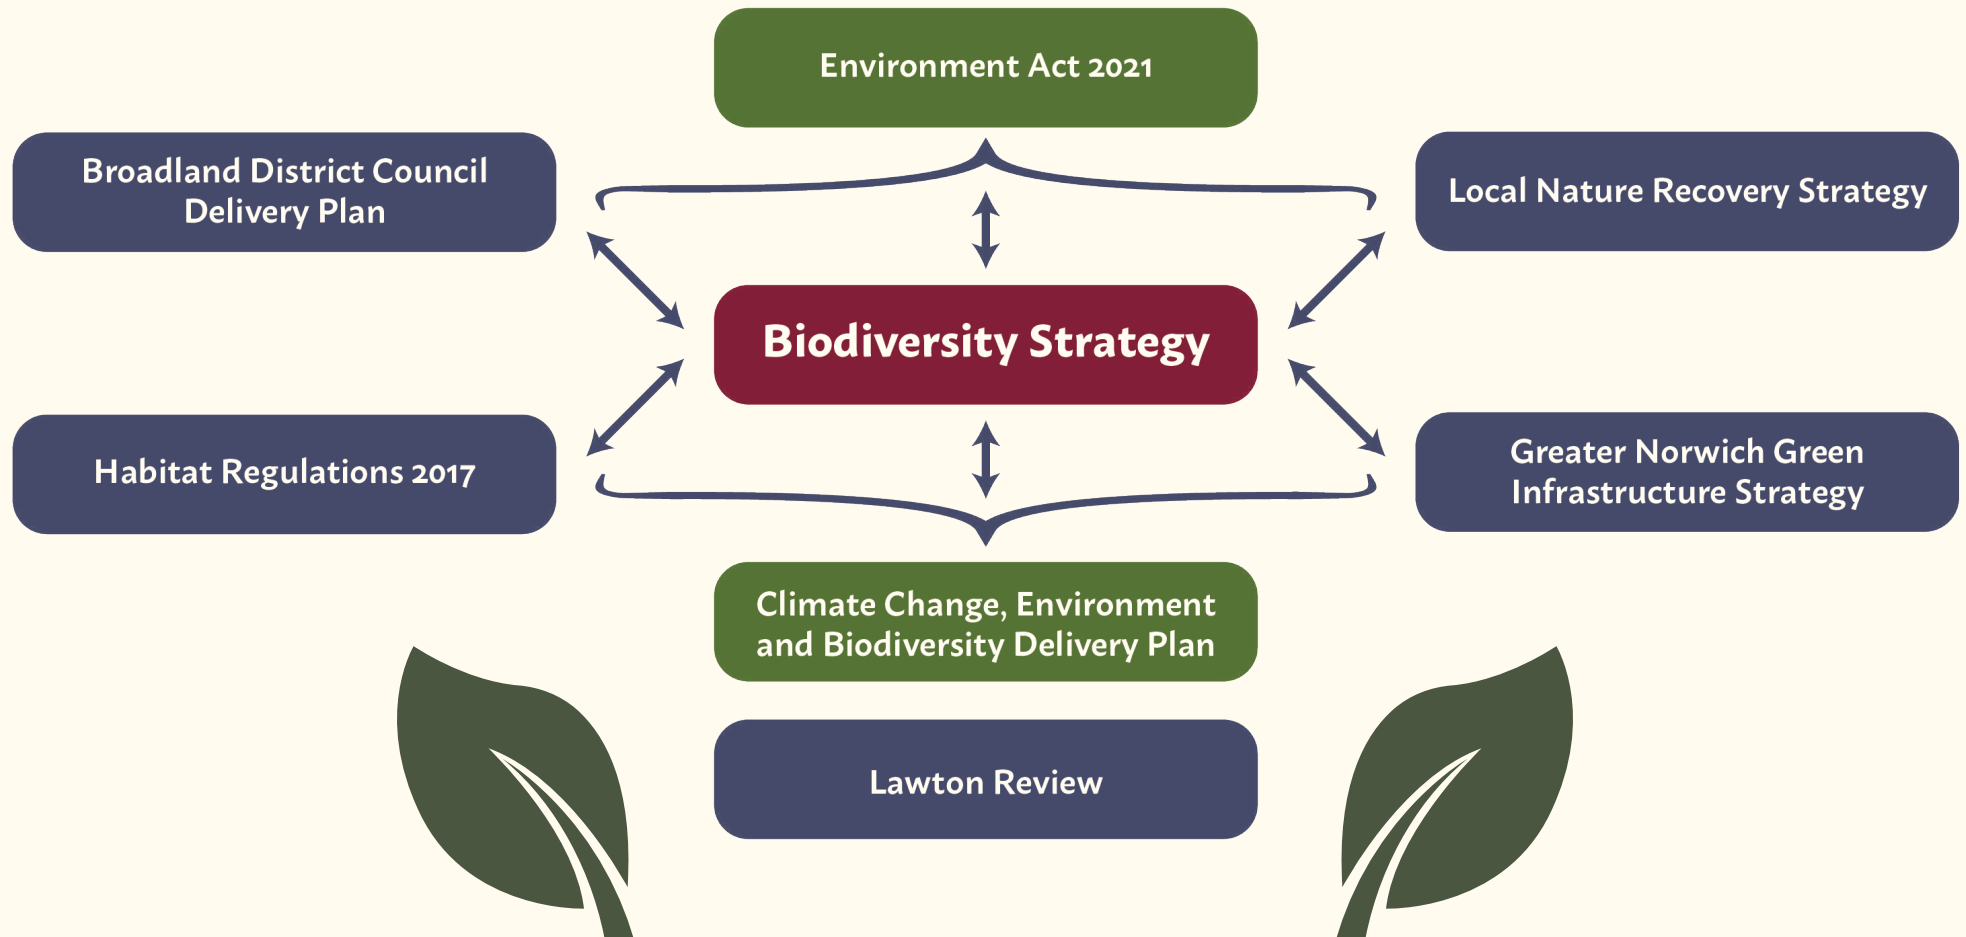 Environment Act 2021
Broadland District Council
Delivery Plan
Local Nature Recovery Strategy
Biodiversity Strategy
Habitat Regulations 2017
Greater Norwich Green
Infrastructure Strategy
Climate Change, Environment
and Biodiversity Delivery Plan
Lawton Review